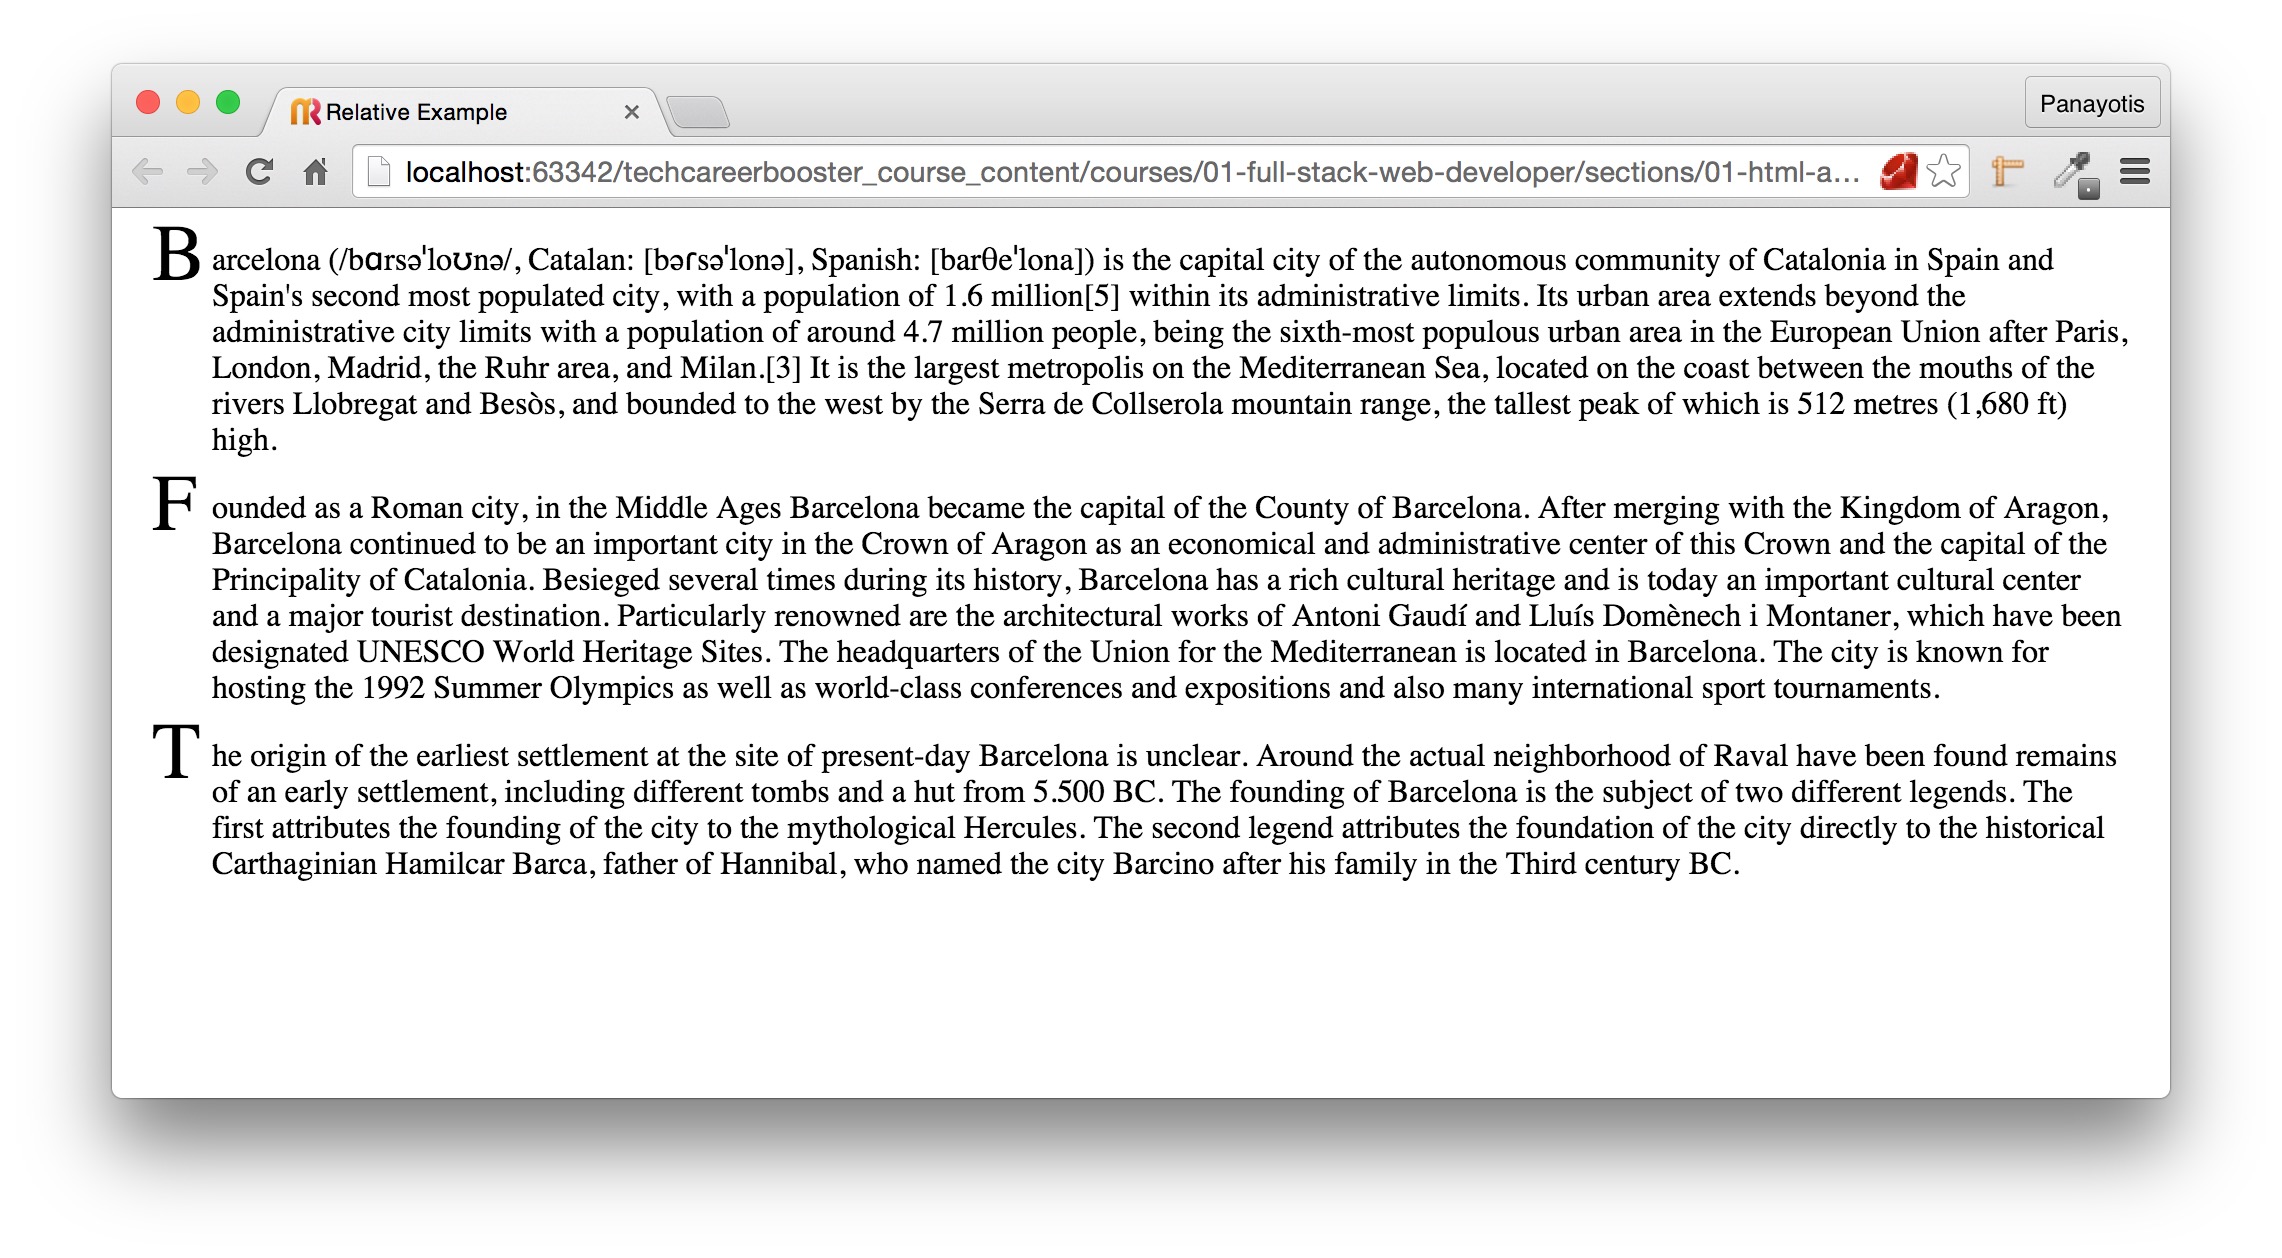 Relative Example
Panayotis
localhost:63342/techcareerbooster_course_content/courses/01-full-stack-web-developer/sections/01-html-a...
Barcelona (/bɑrsəˈloʊnə/, Catalan: [bərsəˈlonə], Spanish: [barθeˈlona]) is the capital city of the autonomous community of Catalonia in Spain and
Spain's second most populated city, with a population of 1.6 million[5] within its administrative limits. Its urban area extends beyond the
administrative city limits with a population of around 4.7 million people, being the sixth-most populous urban area in the European Union after Paris,
London, Madrid, the Ruhr area, and Milan.[3] It is the largest metropolis on the Mediterranean Sea, located on the coast between the mouths of the
rivers Llobregat and Besòs, and bounded to the west by the Serra de Collserola mountain range, the tallest peak of which is 512 metres (1,680 ft)
high.
Founded as a Roman city, in the Middle Ages Barcelona became the capital of the County of Barcelona. After merging with the Kingdom of Aragon,
Barcelona continued to be an important city in the Crown of Aragon as an economical and administrative center of this Crown and the capital of the
Principality of Catalonia. Besieged several times during its history, Barcelona has a rich cultural heritage and is today an important cultural center
and a major tourist destination. Particularly renowned are the architectural works of Antoni Gaudí and Lluís Domènech i Montaner, which have been
designated UNESCO World Heritage Sites. The headquarters of the Union for the Mediterranean is located in Barcelona. The city is known for
hosting the 1992 Summer Olympics as well as world-class conferences and expositions and also many international sport tournaments.
The origin of the earliest settlement at the site of present-day Barcelona is unclear. Around the actual neighborhood of Raval have been found remains
of an early settlement, including different tombs and a hut from 5.500 BC. The founding of Barcelona is the subject of two different legends. The
first attributes the founding of the city to the mythological Hercules. The second legend attributes the foundation of the city directly to the historical
Carthaginian Hamilcar Barca, father of Hannibal, who named the city Barcino after his family in the Third century BC.